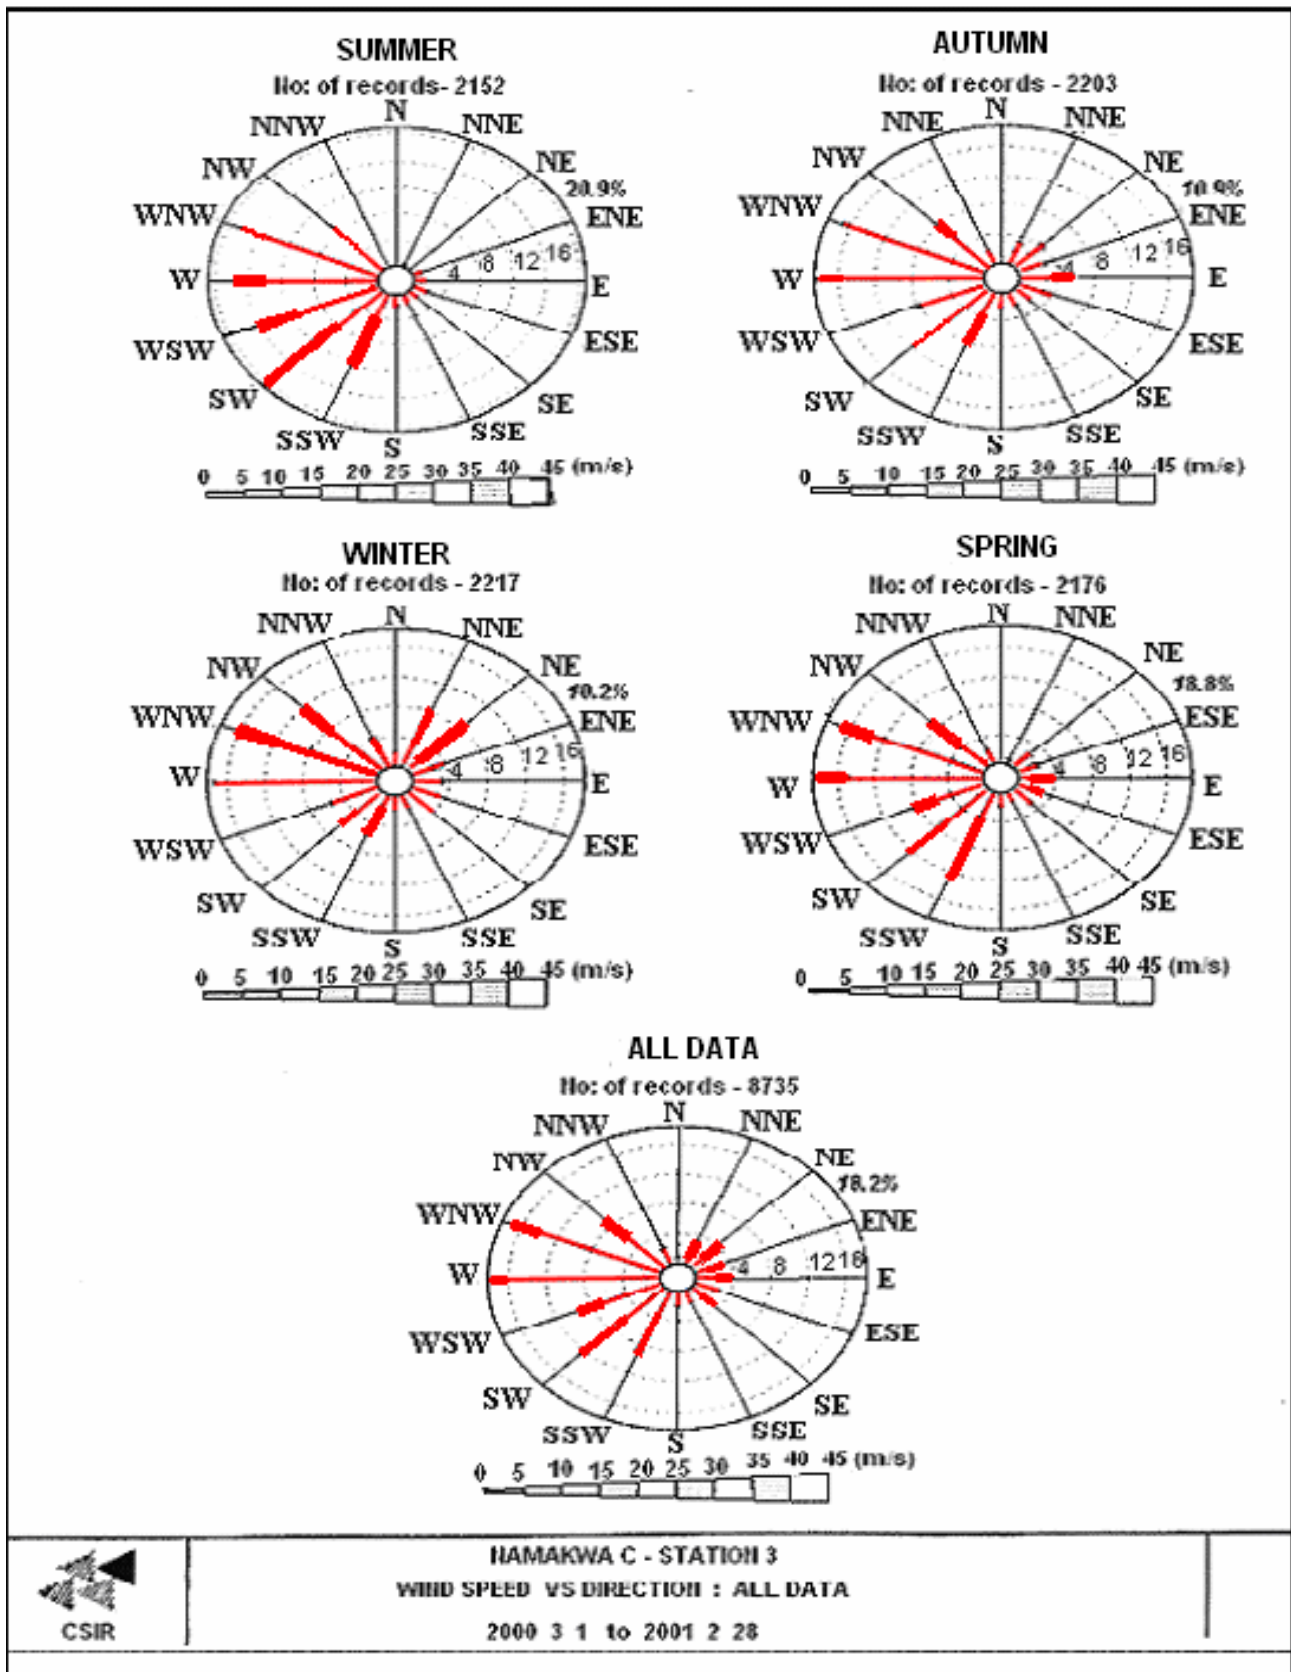 SUMMER
No: of records- 2152
N
NNW
NNE
NW
NE
20.9%
WNW
ENE
4 8 12 16
W
E
WSW
ESE
SW
SE
SSW
SSE
S
0 5 10 15 20 25 30 35 40 45 (m/s)
AUTUMN
No: of records - 2203
N
NNE
NNE
NW
NE
WNW
ENE
4 8 12 16
W
E
WSW
ESE
SW
SE
SSW
SSE
S
0 5 10 15 20 25 30 35 40 45 (m/s)
WINTER
No: of records - 2217
N
NNW
NNE
NW
NE
WNW
ENE
4 8 12 16
W
E
WSW
ESE
SW
SE
SSW
SSE
S
0 5 10 15 20 25 30 35 40 45 (m/s)
SPRING
No: of records - 2176
N
NNW
NNE
NW
NE
18.8%
WNW
ESE
4 8 12 16
W
E
WSW
ESE
SW
SE
SSW
SSE
S
0 5 10 15 20 25 30 35 40 45 (m/s)
ALL DATA
No: of records - 8735
N
NNW
NNE
NW
NE
18.2%
WNW
ENE
4 8 12 16
W
E
WSW
ESE
SW
SE
SSW
SSE
S
0 5 10 15 20 25 30 35 40 45 (m/s)
CSIR
NAMAKWA C - STATION 3
WIND SPEED VS DIRECTION : ALL DATA
2000 3 1 to 2001 2 28